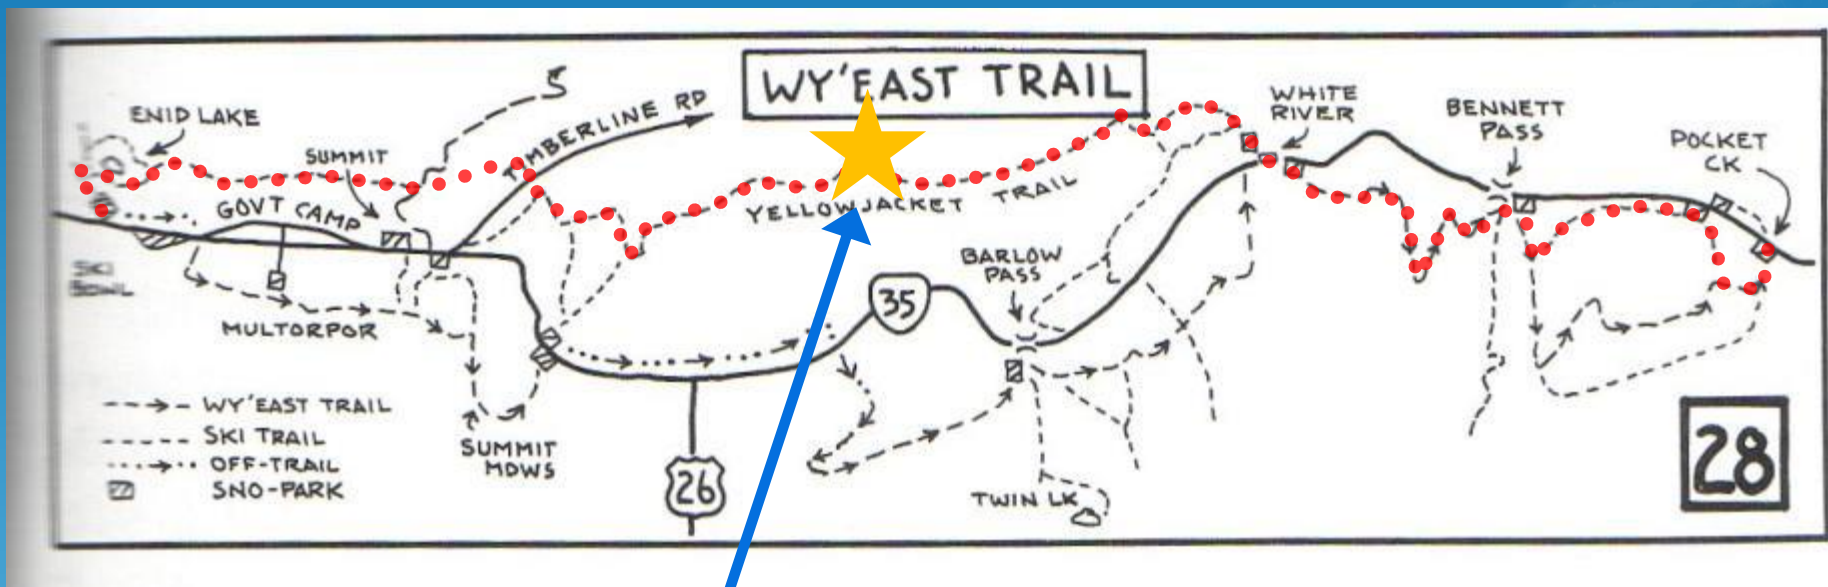 WY'EAST TRAIL
ENID LAKE
S
TIMBERLINE RD
SUMMIT
GOVT CAMP
WHITE
RIVER
BENNETT
PASS
POCKET
CK
YELLOWJACKET TRAIL
SKI
BOWL
MULTORPOR
BARLOW
PASS
35
WY'EAST TRAIL
SKI TRAIL
OFF-TRAIL
SNO-PARK
SUMMIT
MDWS
26
TWIN LK
28